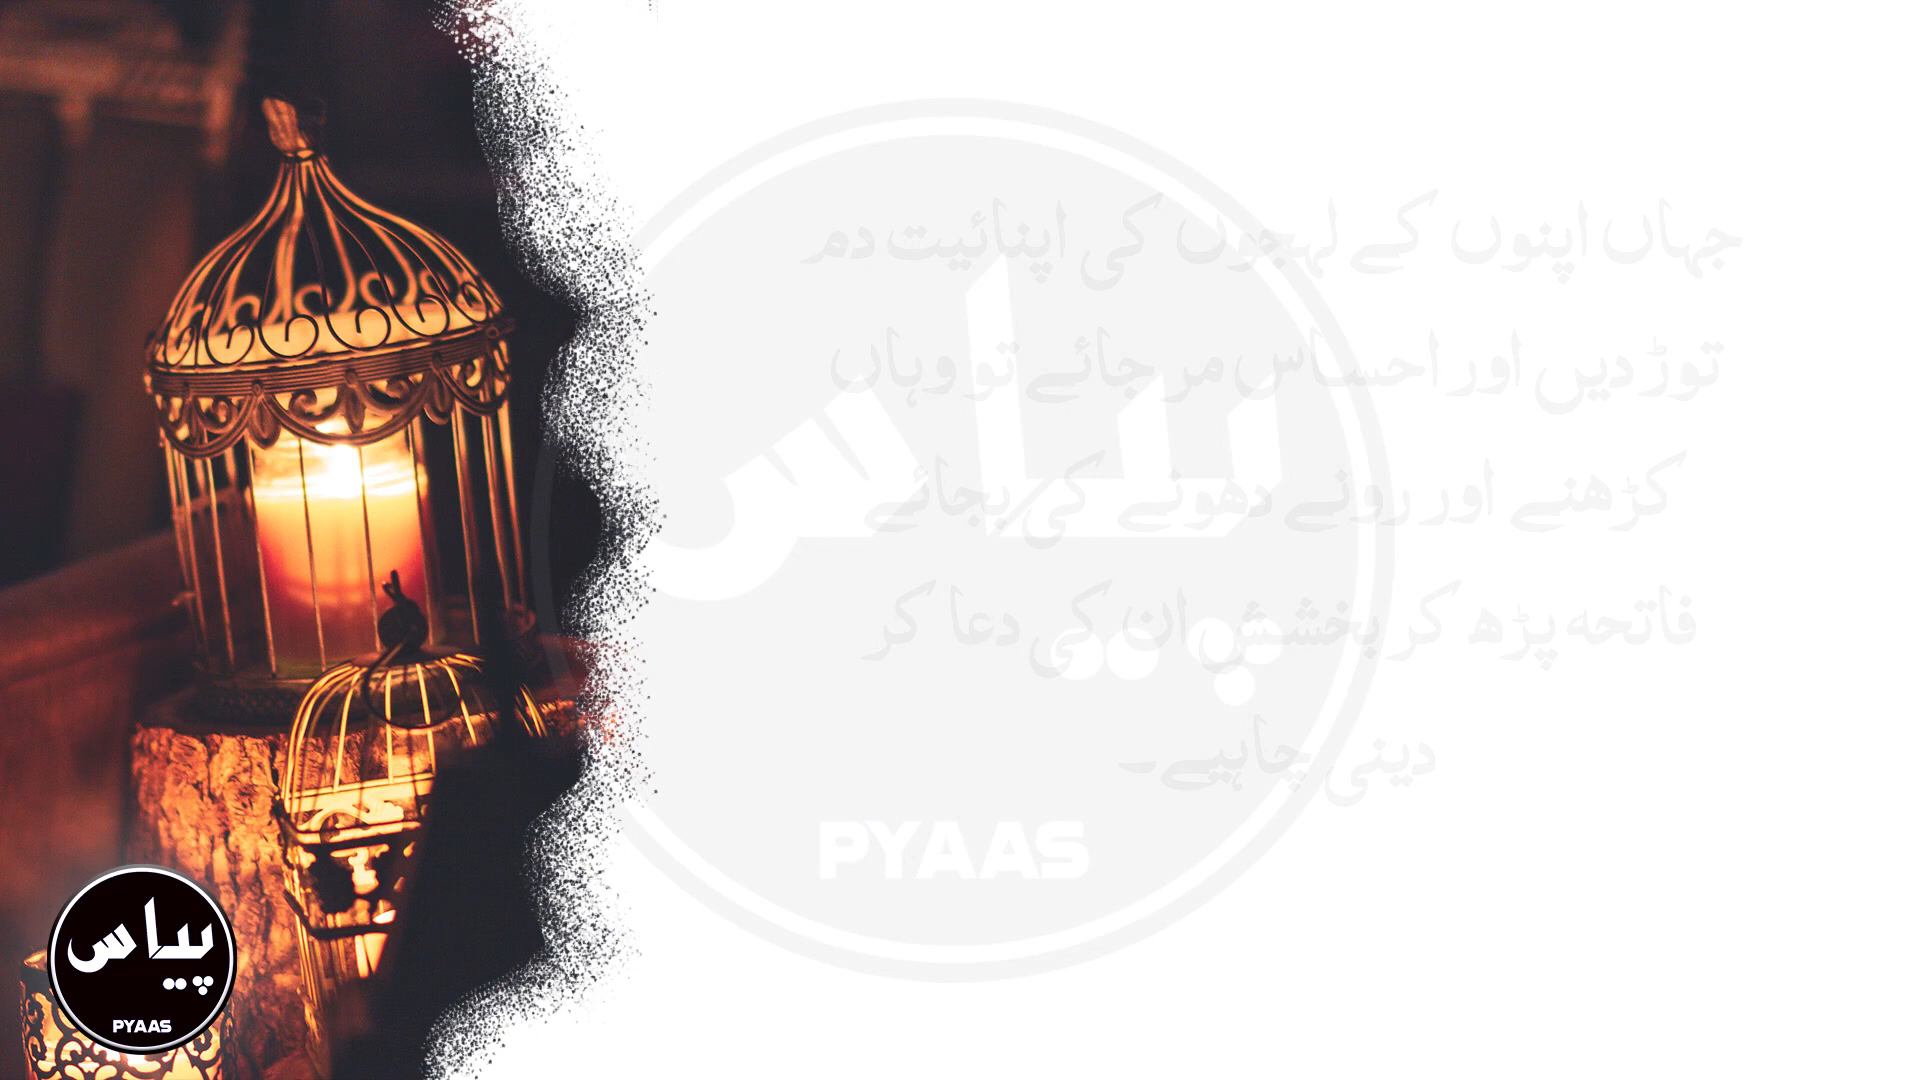 جہاں اپنوں کے لہجوں کی اپنائیت دم
توڑ دیں اور احساس مر جائے تو وہاں
کڑھنے اور رونے دھونے کی بجائے
فاتحہ پڑھ کر بخشش ان کی دعا کر
دینی چاہیے۔
پیاس
PYAAS
پیاس
PYAAS